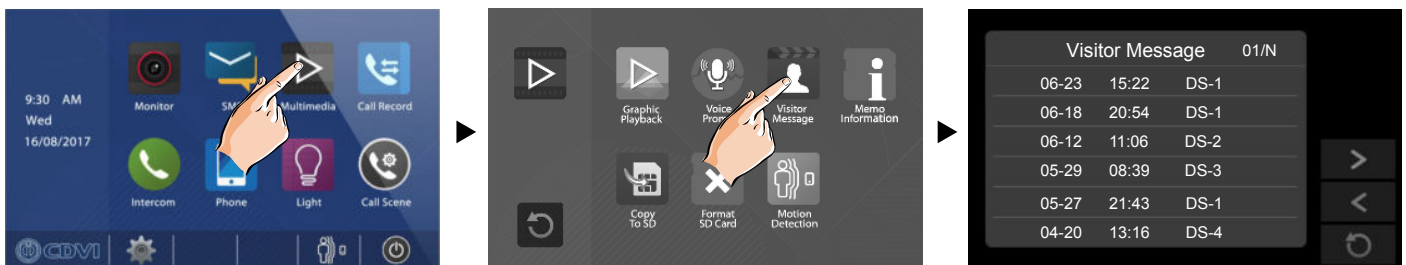 9:30 AM
Wed
16/08/2017
Monitor
Multimedia
Call Record
Intercom
Phone
Light
Call Scene
CDVI
Graphic
Playback
Voice
Visitor
Message
Memo
Information
Copy
To SD
Format
SD Card
Motion
Detection
Visitor Message 01/N
06-23 15:22 DS-1
06-18 20:54 DS-1
06-12 11:06 DS-2
05-29 08:39 DS-3
05-27 21:43 DS-1
04-20 13:16 DS-4